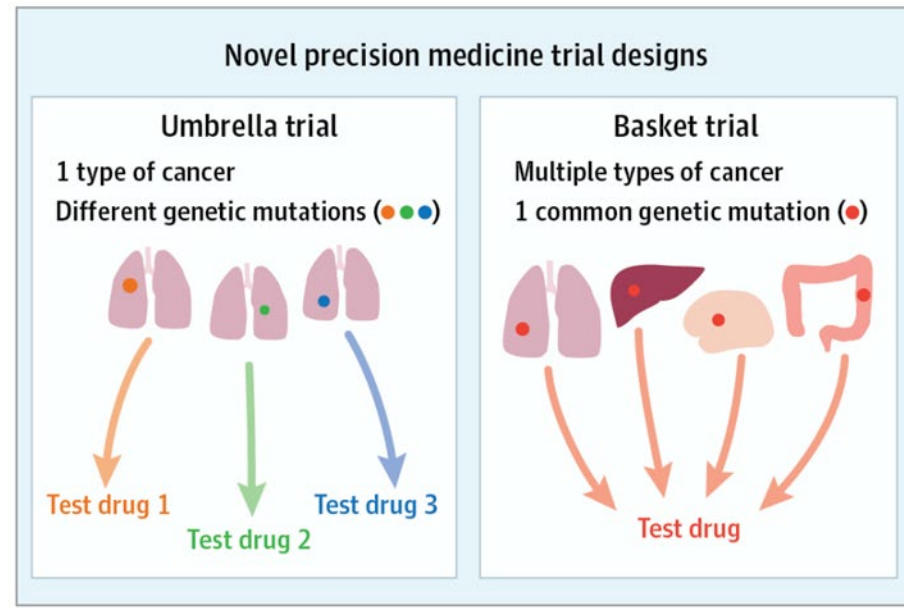 Novel precision medicine trial designs
Umbrella trial
1 type of cancer
Different genetic mutations (●●●)
Test drug 1
Test drug 2
Test drug 3
Basket trial
Multiple types of cancer
1 common genetic mutation (●)
Test drug